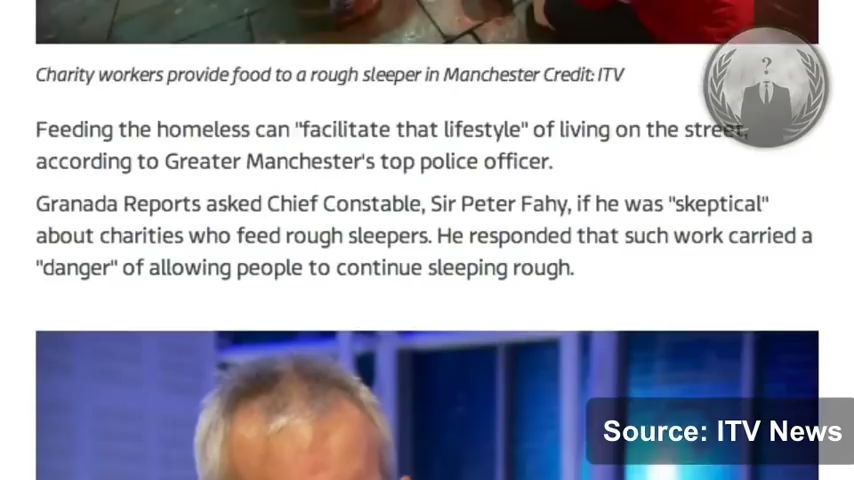 Charity workers provide food to a rough sleeper in Manchester Credit: ITV
?
Feeding the homeless can "facilitate that lifestyle" of living on the street,
according to Greater Manchester's top police officer.
Granada Reports asked Chief Constable, Sir Peter Fahy, if he was "skeptical"
about charities who feed rough sleepers. He responded that such work carried a
"danger" of allowing people to continue sleeping rough.
Source: ITV News